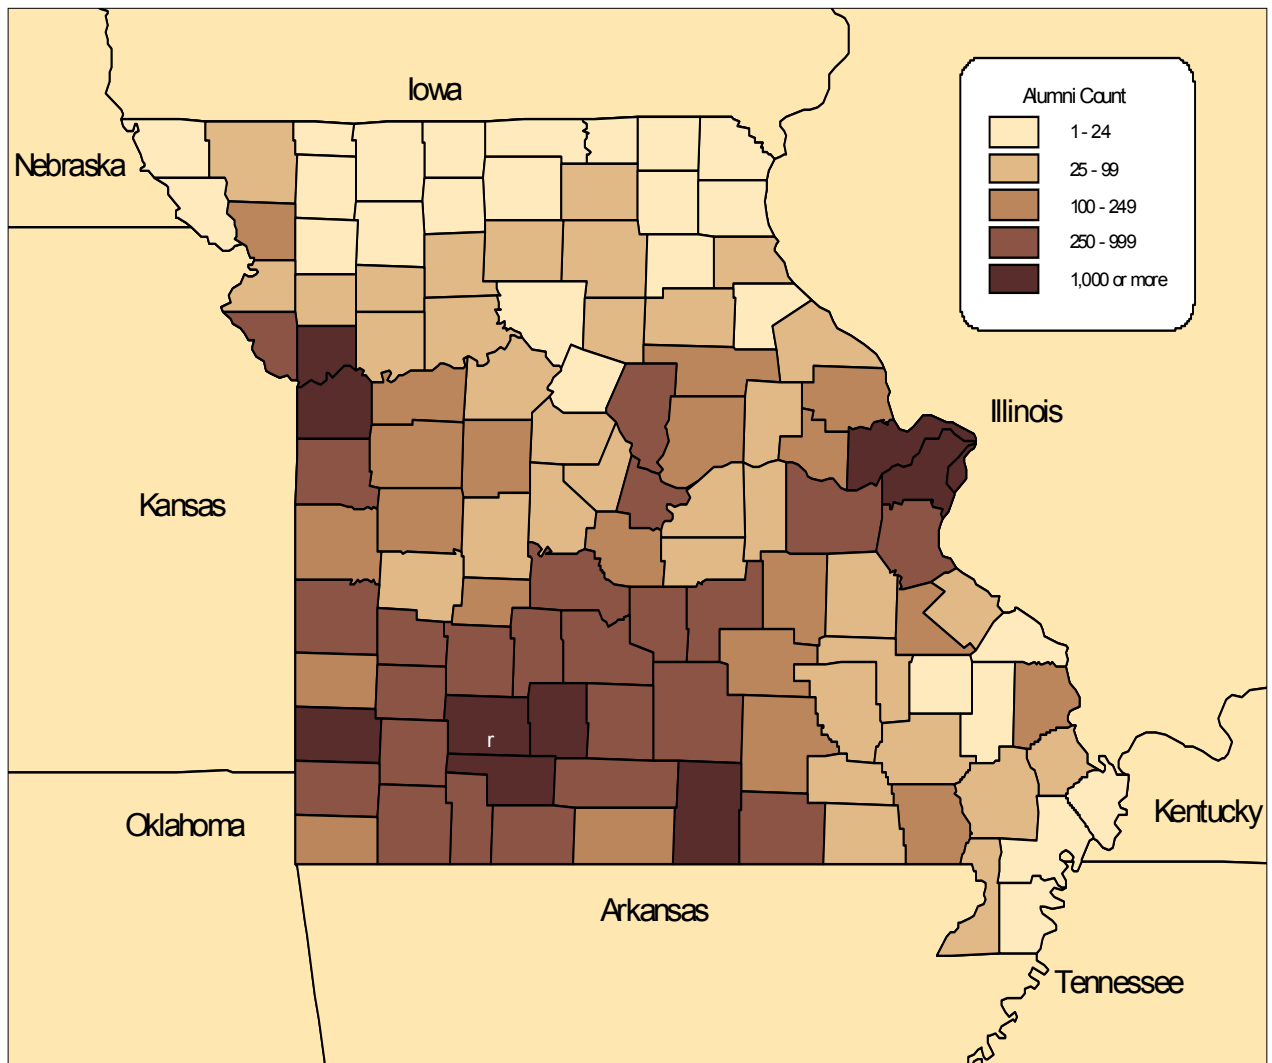 Iowa
Alumni Count
1 - 24
Nebraska
25 - 99
100 - 249
250 - 999
1,000 or more
Illinois
Kansas
r
Oklahoma
Kentucky
Arkansas
Tennessee